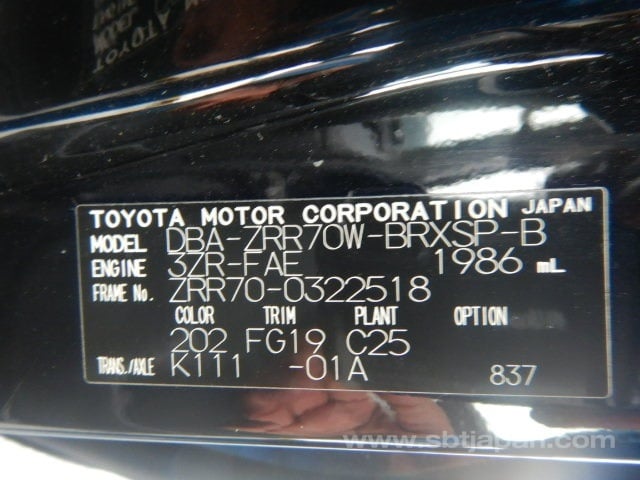 TOYOTA MOTOR CORPORATION JAPAN
MODEL DBA-ZRR70W-BRXSP-B
ENGINE 3ZR-FAE 1986 mL
FRAME No. ZRR70-0322518
COLOR TRIM PLANT OPTION
202 FG19 C25
TRANS./AXLE K111 -01A 837
www.sbtjapan.com